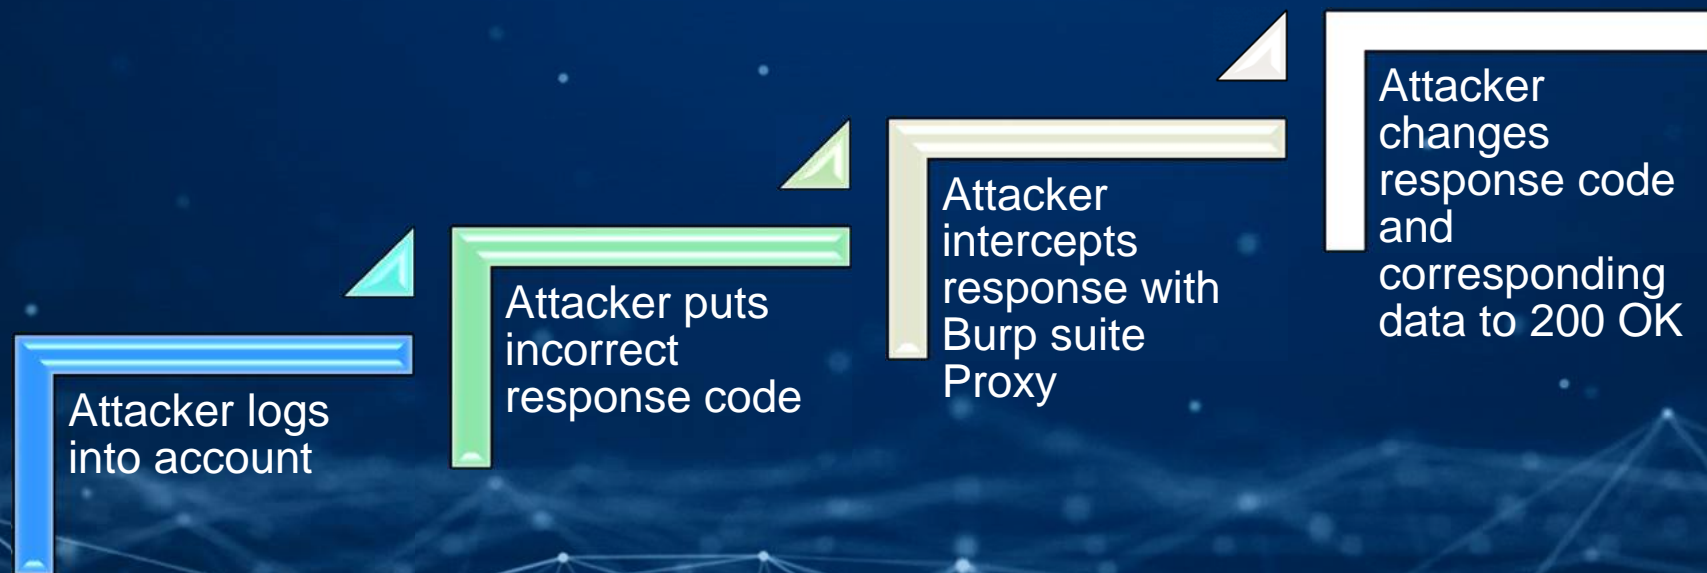 Attacker logs
into account
Attacker puts
incorrect
response code
Attacker
intercepts
response with
Burp suite
Proxy
Attacker
changes
response code
and
corresponding
data to 200 OK